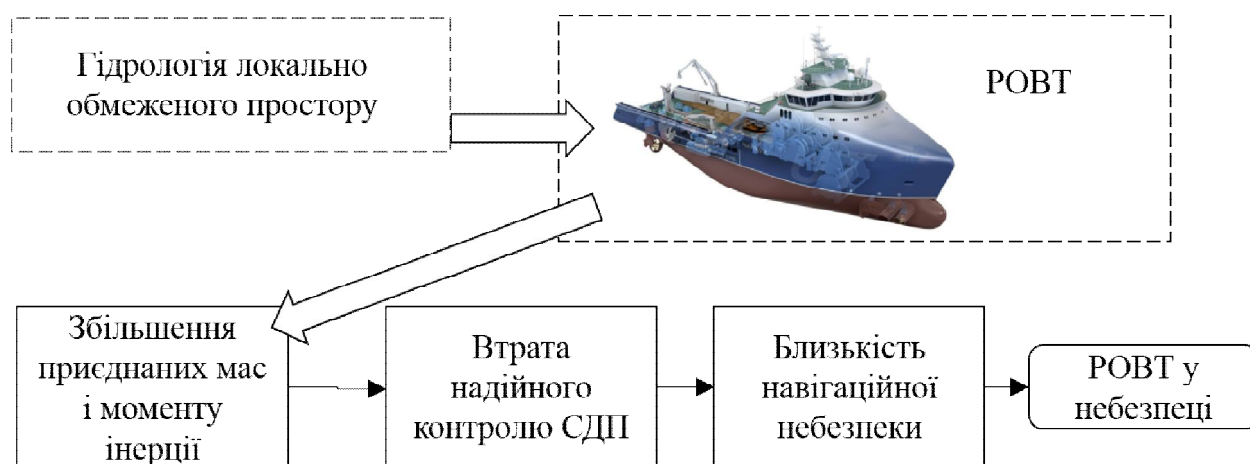 Гідрологія локально
обмеженого простору
РОВТ
Збільшення
приєднаних мас
і моменту
інерції
Втрата
надійного
контролю СДП
Близькість
навігаційної
небезпеки
РОВТ у
небезпеці